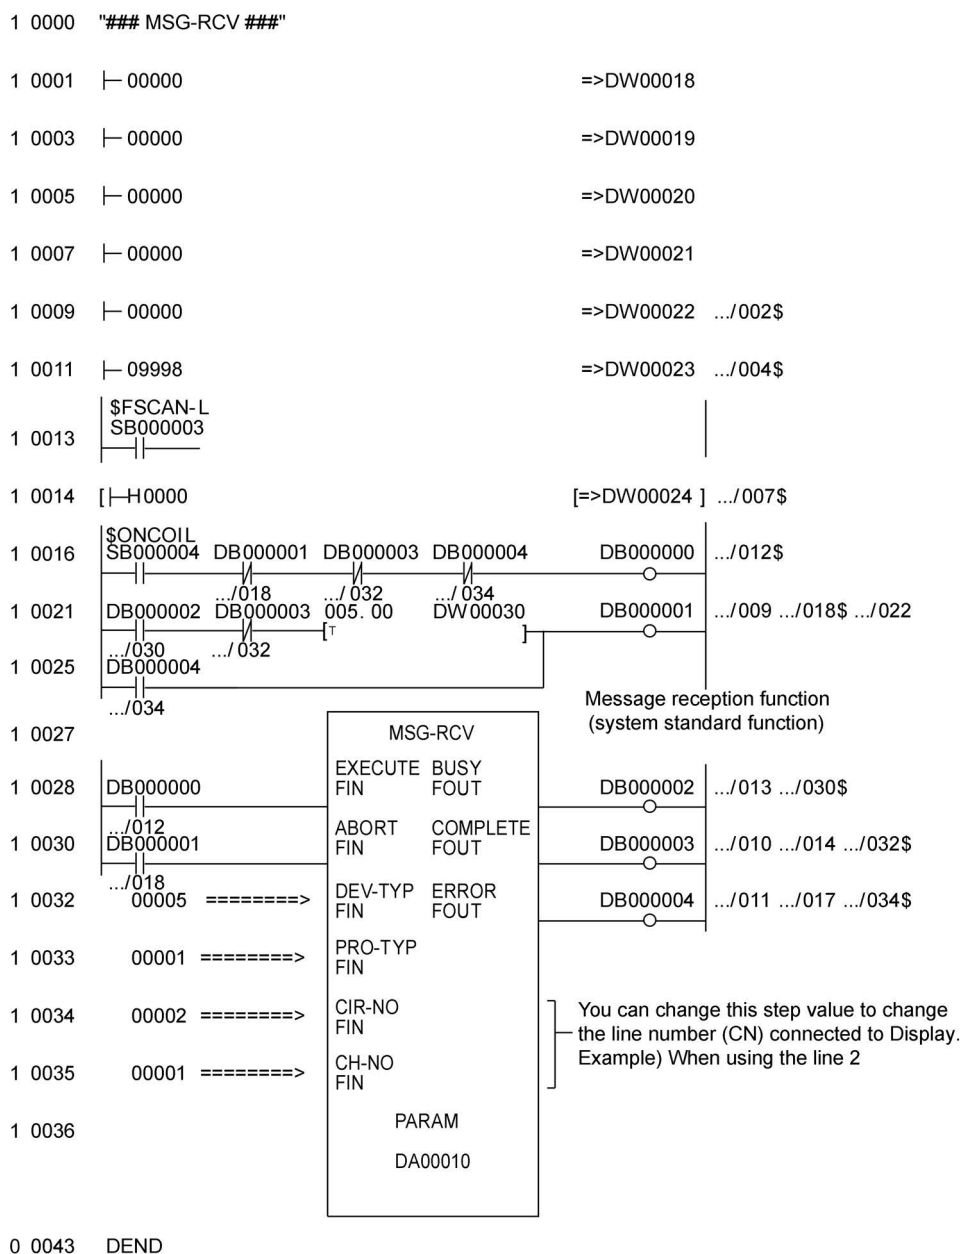 1 0000 "### MSG-RCV ###"
1 0001 ├─ 00000 =>DW00018
1 0003 ├─ 00000 =>DW00019
1 0005 ├─ 00000 =>DW00020
1 0007 ├─ 00000 =>DW00021
1 0009 ├─ 00000 =>DW00022 .../002$
1 0011 ├─ 09998 =>DW00023 .../004$
$FSCAN-L
SB000003
1 0013
1 0014 [├─H0000 [=>DW00024 ] .../007$
$ONCOIL
1 0016 SB000004 DB000001 DB000003 DB000004 DB000000 .../012$
.../018 .../ 032 .../ 034
1 0021 DB000002 DB000003 005. 00 DW00030 DB000001 .../009 .../018$ .../022
[T ]
.../030 .../ 032
1 0025 DB000004
.../034
Message reception function
(system standard function)
1 0027 MSG-RCV
EXECUTE BUSY
1 0028 DB000000 FIN FOUT DB000002 .../013 .../030$
.../012
ABORT COMPLETE
1 0030 DB000001 FIN FOUT DB000003 .../010 .../014 .../032$
.../018
DEV-TYP ERROR
1 0032 00005 ========> FIN FOUT DB000004 .../011 .../017 .../034$
PRO-TYP
1 0033 00001 ========> FIN
CIR-NO
1 0034 00002 ========> FIN
You can change this step value to change
the line number (CN) connected to Display.
Example) When using the line 2
CH-NO
1 0035 00001 ========> FIN
1 0036 PARAM
DA00010
0 0043 DEND